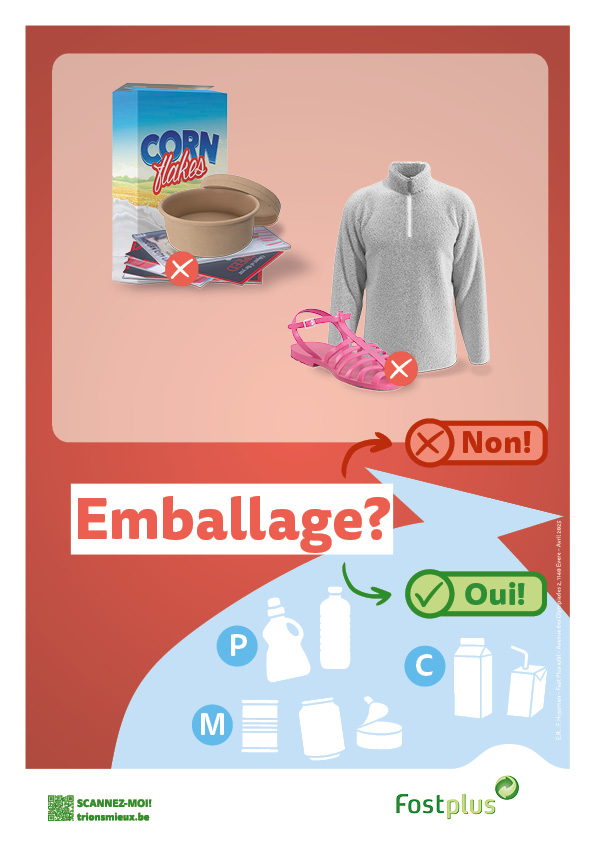 CORN
flakes
Non!
Emballage?
Oui!
P
C
M
SCANNEZ-MOI!
trionsmieux.be
Fostplus